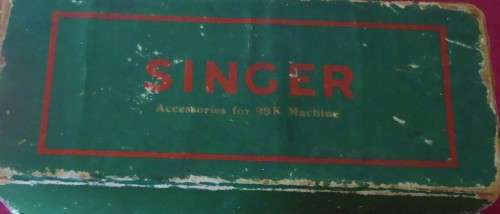 SINGER
Accessories for 99K Machine